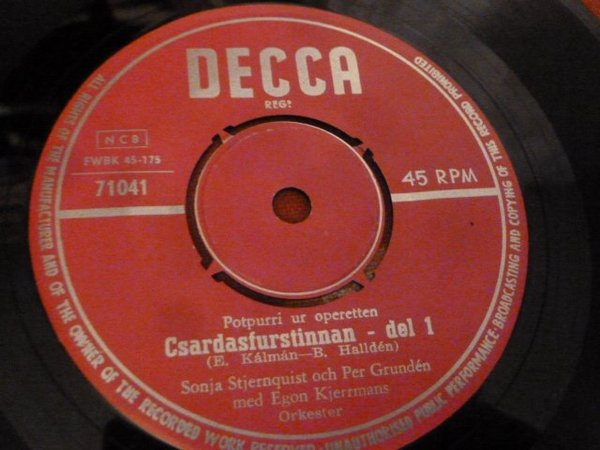 DECCA
REG?
NCB
FWBK 45-175
71041
45 RPM
Potpurri ur operetten
Csardasfurstinnan - del 1
(E. Kálmán—B. Halldén)
Sonja Stjernquist och Per Grundén
med Egon Kjerrmans
Orkester
ALL RIGHTS OF THE MANUFACTURER AND OF THE OWNER OF THE RECORDED WORK RESERVED · UNAUTHORISED PUBLIC PERFORMANCE · BROADCASTING AND COPYING OF THIS RECORD PROHIBITED